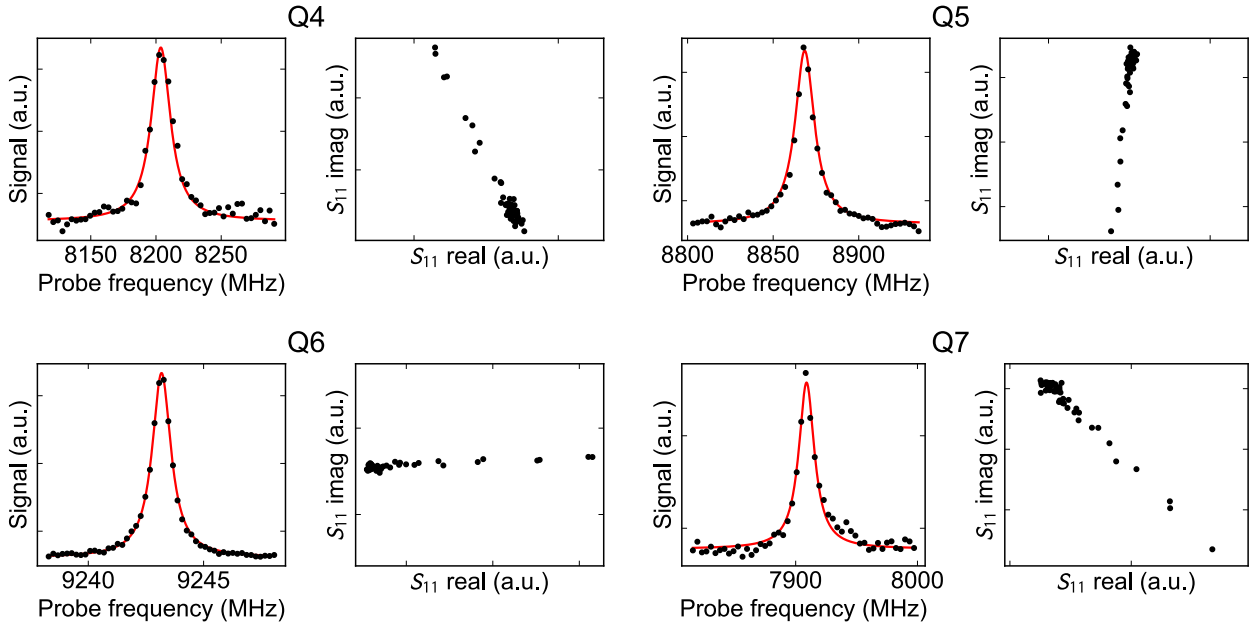 Q4
Signal (a.u.)
8150 8200 8250
Probe frequency (MHz)
S₁₁ imag (a.u.)
S₁₁ real (a.u.)
Q5
Signal (a.u.)
8800 8850 8900
Probe frequency (MHz)
S₁₁ imag (a.u.)
S₁₁ real (a.u.)
Q6
Signal (a.u.)
9240 9245
Probe frequency (MHz)
S₁₁ imag (a.u.)
S₁₁ real (a.u.)
Q7
Signal (a.u.)
7900 8000
Probe frequency (MHz)
S₁₁ imag (a.u.)
S₁₁ real (a.u.)